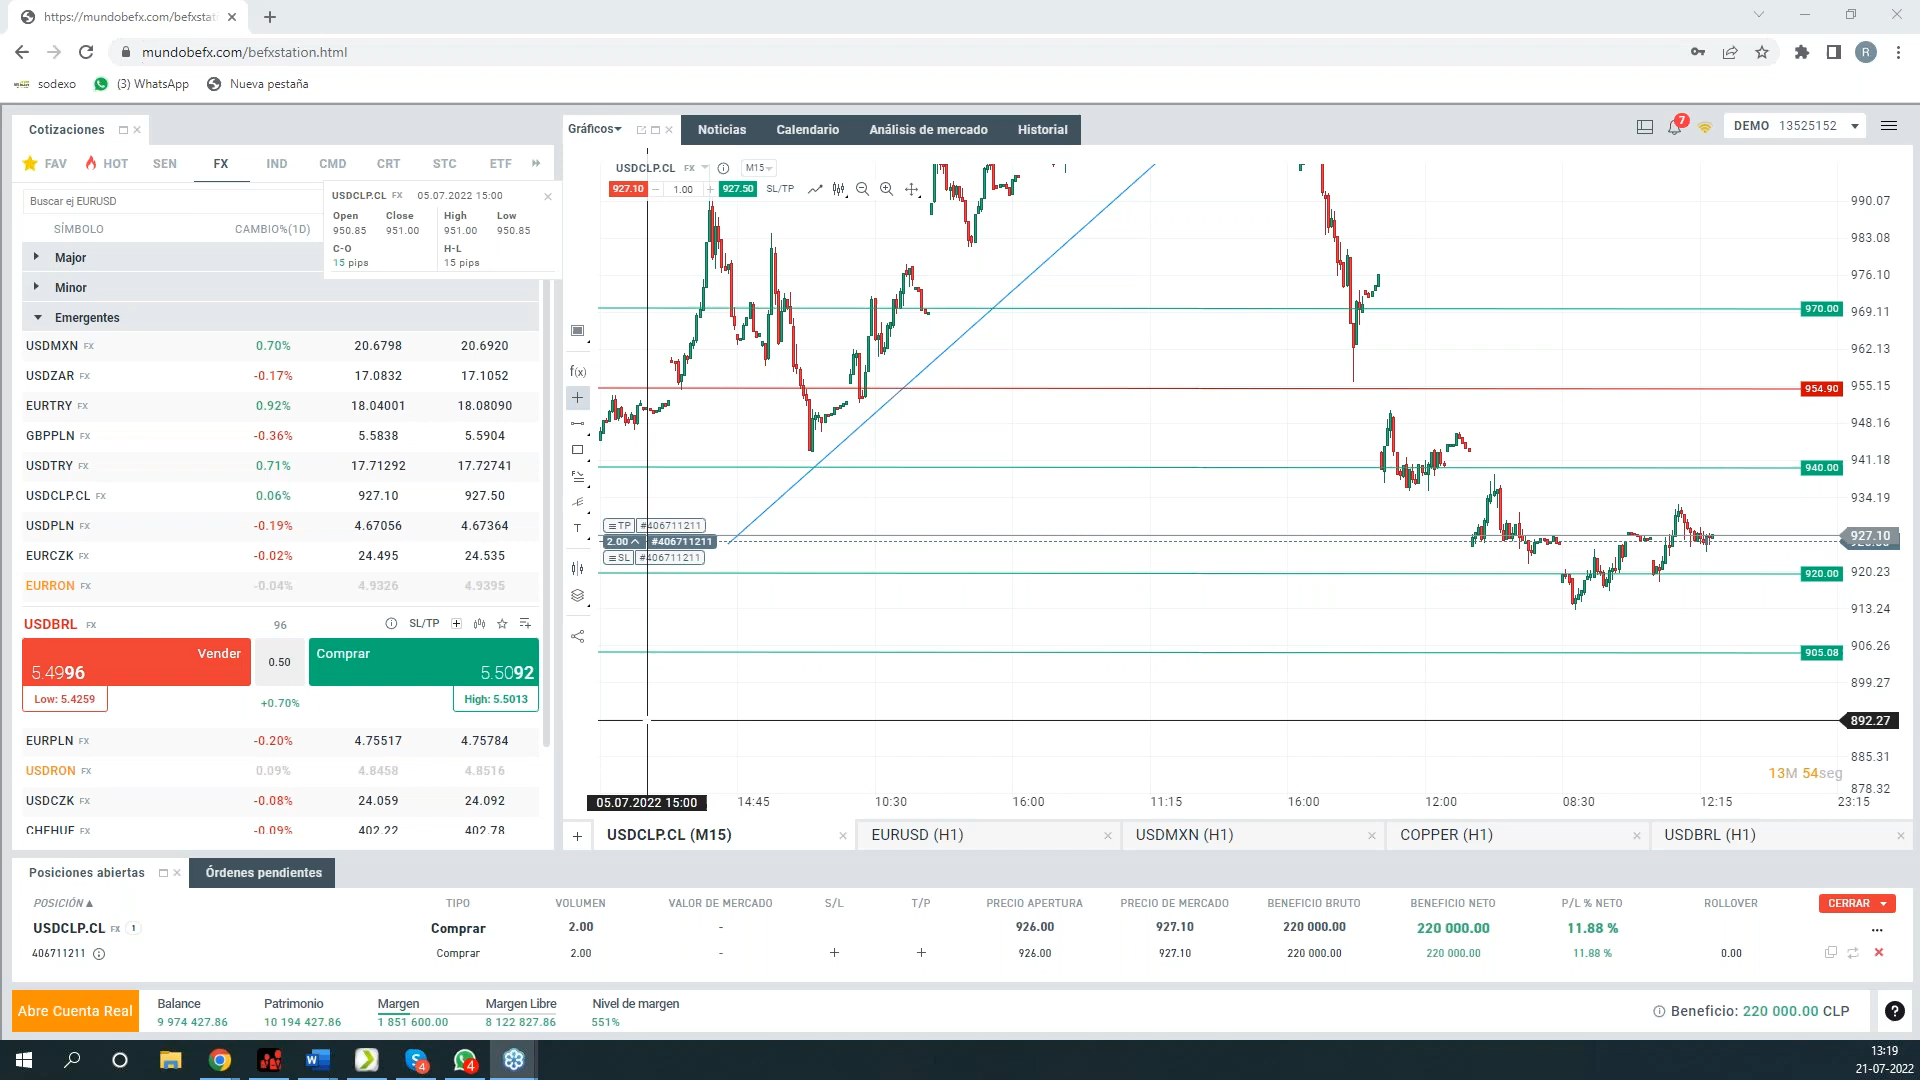 https://mundobefx.com/befxstati
mundobefx.com/befxstation.html
R
sodexo
(3) WhatsApp
Nueva pestaña
Cotizaciones
Gráficos
Noticias
Calendario
Análisis de mercado
Historial
7
DEMO 13525152
FAV
HOT
SEN
FX
IND
CMD
CRT
STC
ETF
Buscar ej EURUSD
SÍMBOLO
CAMBIO%(1D)
USDCLP.CL FX 05.07.2022 15:00
Open Close High Low
950.85 951.00 951.00 950.85
C-O H-L
15 pips 15 pips
Major
Minor
Emergentes
USDMXN FX 0.70% 20.6798 20.6920
USDZAR FX -0.17% 17.0832 17.1052
EURTRY FX 0.92% 18.04001 18.08090
GBPPLN FX -0.36% 5.5838 5.5904
USDTRY FX 0.71% 17.71292 17.72741
USDCLP.CL FX 0.06% 927.10 927.50
USDPLN FX -0.19% 4.67056 4.67364
EURCZK FX -0.02% 24.495 24.535
EURRON FX -0.04% 4.9326 4.9395
USDBRL FX 96 SL/TP
Vender
5.4996
0.50
Comprar
5.5092
Low: 5.4259
+0.70%
High: 5.5013
EURPLN FX -0.20% 4.75517 4.75784
USDRON FX 0.09% 4.8458 4.8516
USDCZK FX -0.08% 24.059 24.092
CHFHUF FX -0.09% 402.22 402.78
USDCLP.CL FX M15
927.10 – 1.00 + 927.50 SL/TP
f(x)
T
TP #406711211
2.00 #406711211
SL #406711211
990.07
983.08
976.10
970.00
969.11
962.13
955.15
954.90
948.16
941.18
940.00
934.19
927.10
920.23
920.00
913.24
906.26
905.08
899.27
892.27
885.31
878.32
13M 54seg
05.07.2022 15:00
14:45
10:30
16:00
11:15
16:00
12:00
08:30
12:15
23:15
USDCLP.CL (M15)
EURUSD (H1)
USDMXN (H1)
COPPER (H1)
USDBRL (H1)
Posiciones abiertas
Órdenes pendientes
POSICIÓN TIPO VOLUMEN VALOR DE MERCADO S/L T/P PRECIO APERTURA PRECIO DE MERCADO BENEFICIO BRUTO BENEFICIO NETO P/L % NETO ROLLOVER CERRAR
USDCLP.CL FX 1 Comprar 2.00 - 926.00 927.10 220 000.00 220 000.00 11.88 % ...
406711211 Comprar 2.00 - + + 926.00 927.10 220 000.00 220 000.00 11.88 % 0.00
Abre Cuenta Real
Balance
9 974 427.86
Patrimonio
10 194 427.86
Margen
1 851 600.00
Margen Libre
8 122 827.86
Nivel de margen
551%
Beneficio: 220 000.00 CLP
?
4
4
13:19
21-07-2022